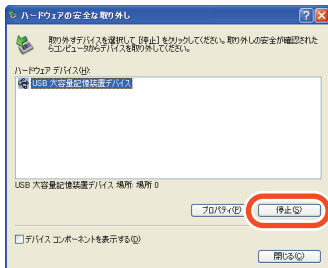 ハードウェアの安全な取り外し
取り外すデバイスを選択して [停止] をクリックしてください。取り外しの安全が確認された
らコンピュータからデバイスを取り外してください。
ハードウェア デバイス(H):
USB 大容量記憶装置デバイス
USB 大容量記憶装置デバイス 場所: 場所 0
プロパティ(P)
停止(S)
デバイス コンポーネントを表示する(D)
閉じる(C)